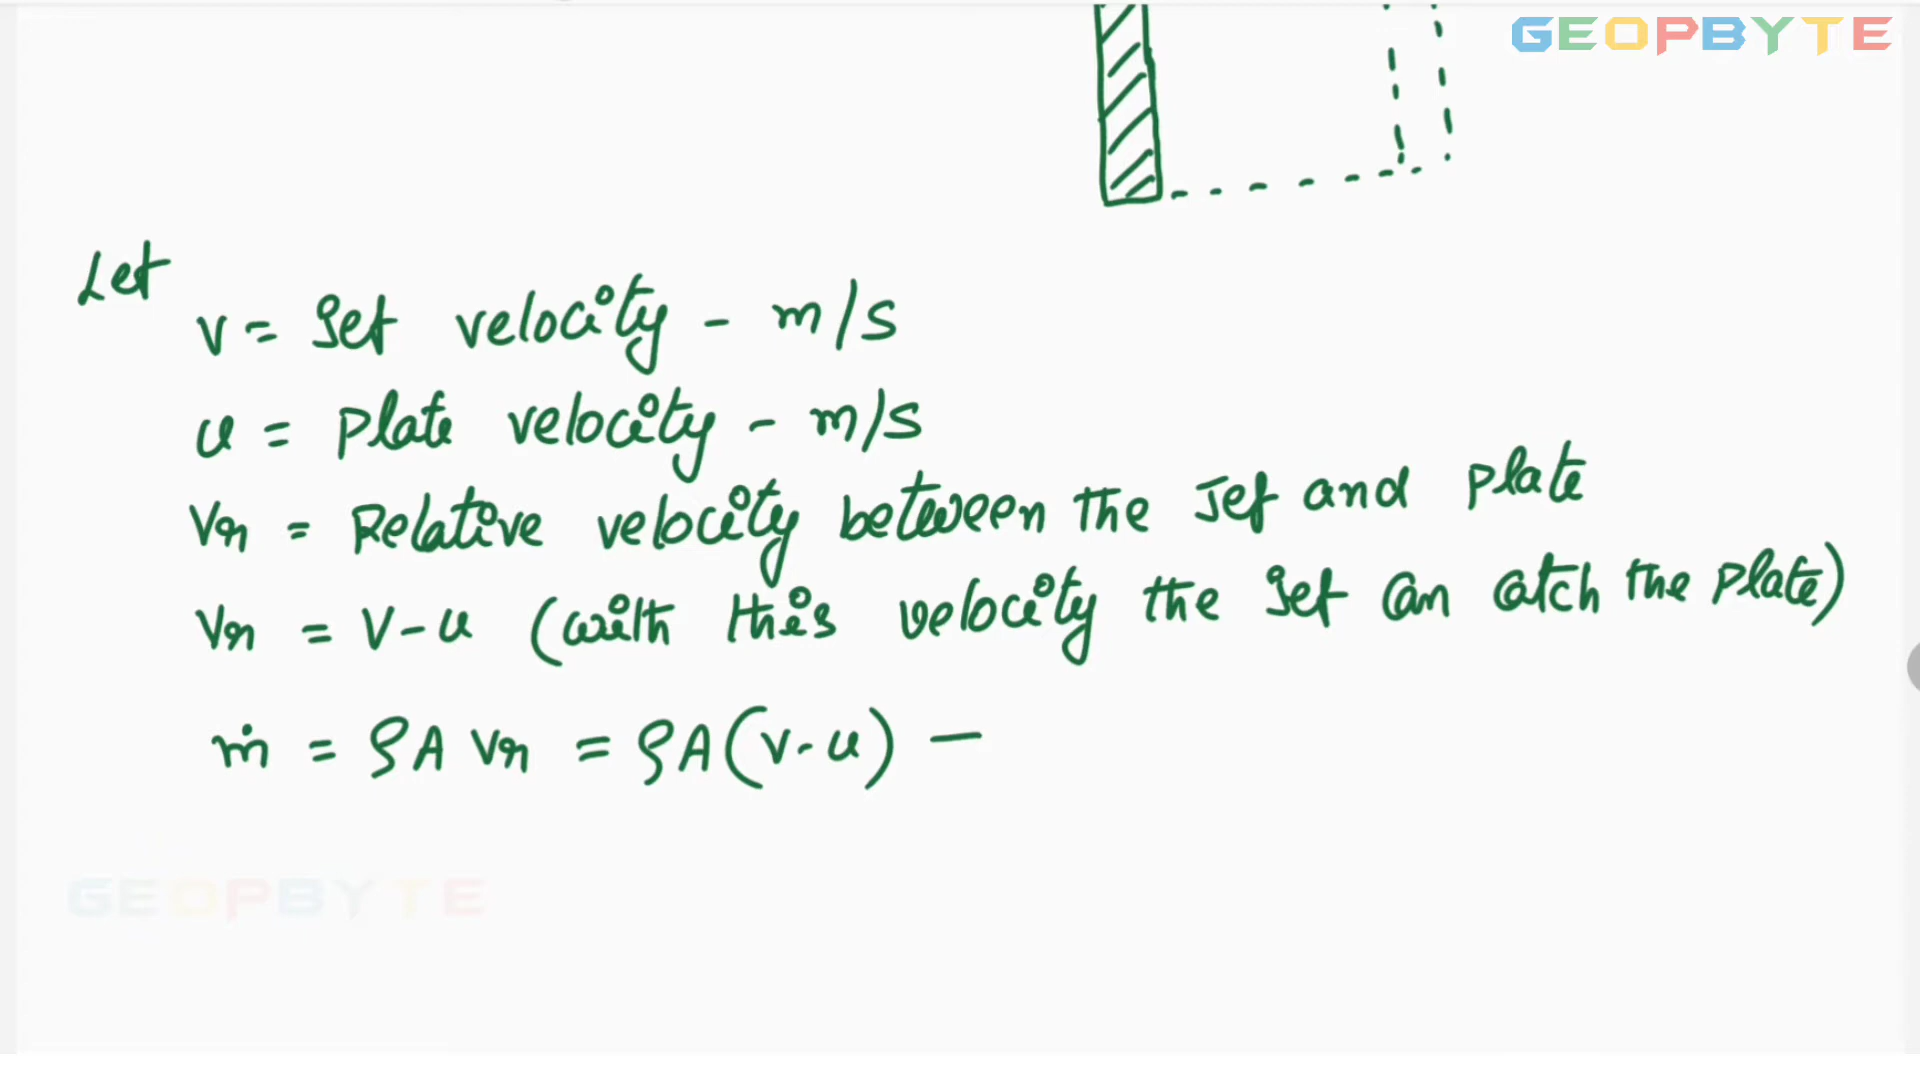 GEOPBYTE
Let
V = Jet velocity - m/s
u = plate velocity - m/s
Vr = Relative velocity between the Jet and plate
Vr = V - u (with this velocity the Jet can catch the plate)
ṁ = ρA Vr = ρA(V - u) —
GEOPBYTE